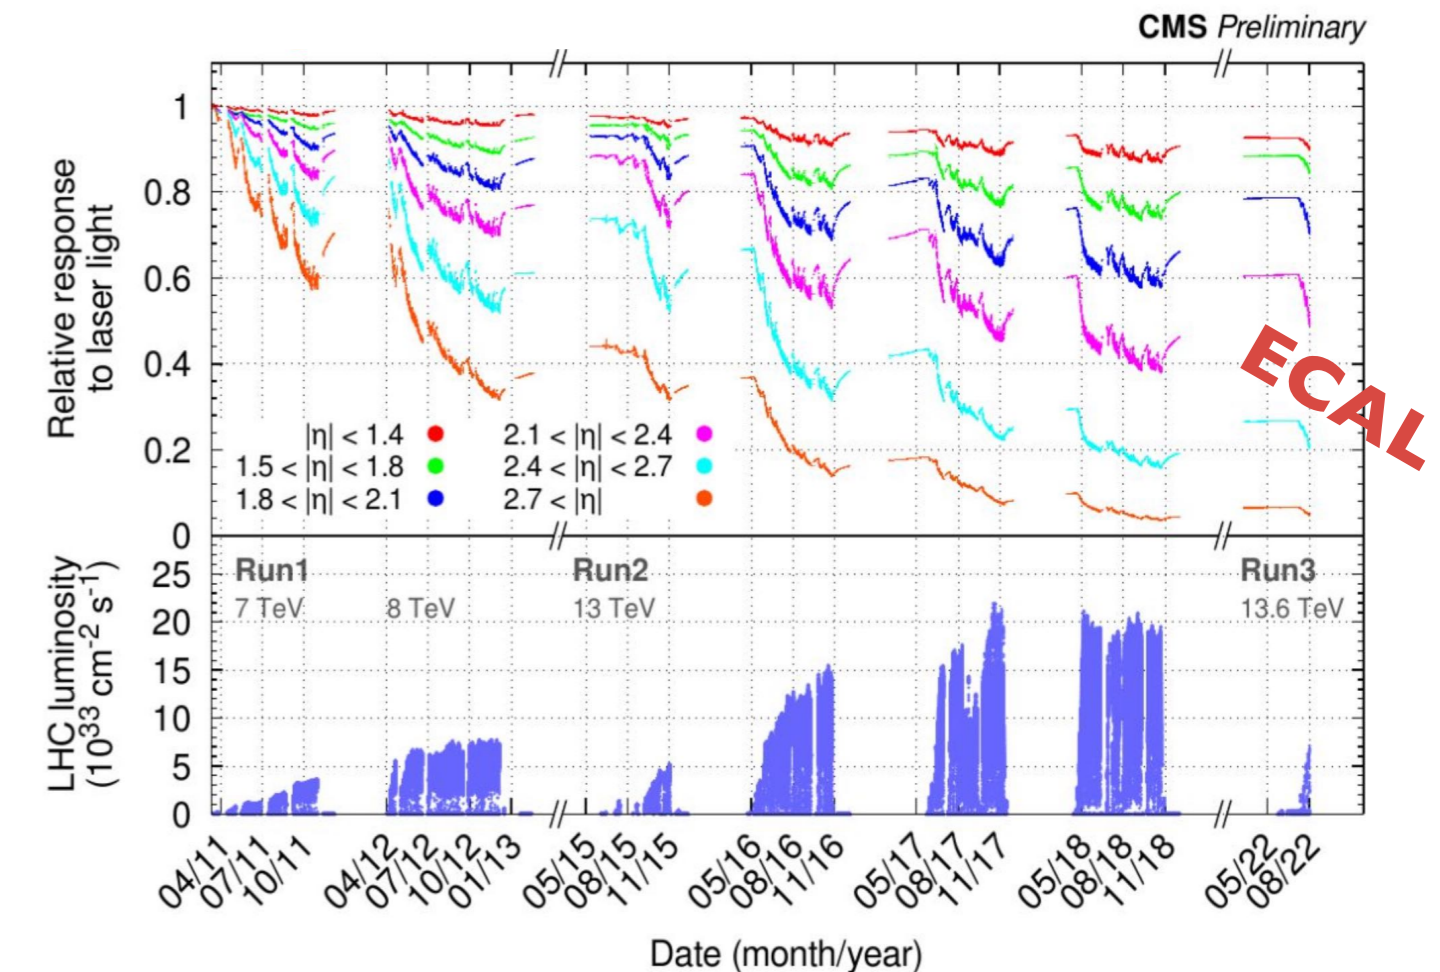 CMS Preliminary
Relative response
to laser light
1
0.8
0.6
0.4
0.2
0
ECAL
|η| < 1.4
1.5 < |η| < 1.8
1.8 < |η| < 2.1
2.1 < |η| < 2.4
2.4 < |η| < 2.7
2.7 < |η|
LHC luminosity
(10³³ cm⁻² s⁻¹)
25
20
15
10
5
0
Run1
7 TeV
8 TeV
Run2
13 TeV
Run3
13.6 TeV
04/11 07/11 10/11 04/12 07/12 10/12 01/13 05/15 08/15 11/15 05/16 08/16 11/16 05/17 08/17 11/17 05/18 08/18 11/18 05/22 08/22
Date (month/year)